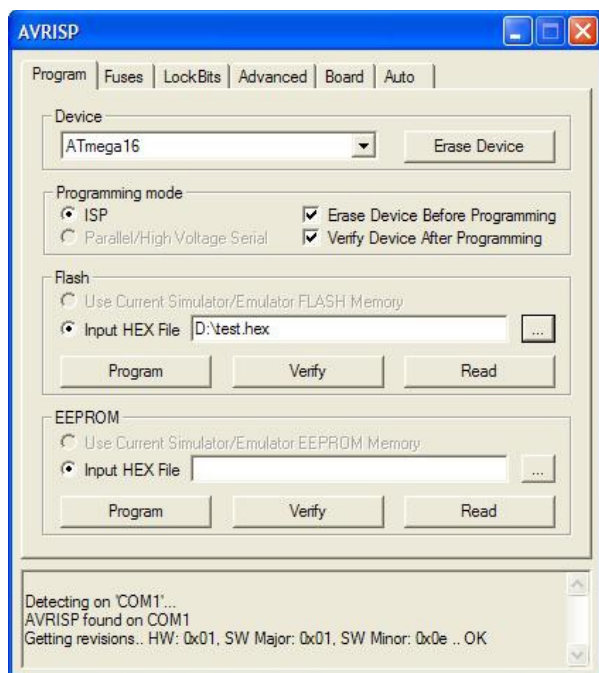 AVRISP
Program Fuses LockBits Advanced Board Auto
Device
ATmega16 Erase Device
Programming mode
ISP Erase Device Before Programming
Parallel/High Voltage Serial Verify Device After Programming
Flash
Use Current Simulator/Emulator FLASH Memory
Input HEX File D:\test.hex ...
Program Verify Read
EEPROM
Use Current Simulator/Emulator EEPROM Memory
Input HEX File ...
Program Verify Read
Detecting on 'COM1'...
AVRISP found on COM1
Getting revisions.. HW: 0x01, SW Major: 0x01, SW Minor: 0x0e .. OK